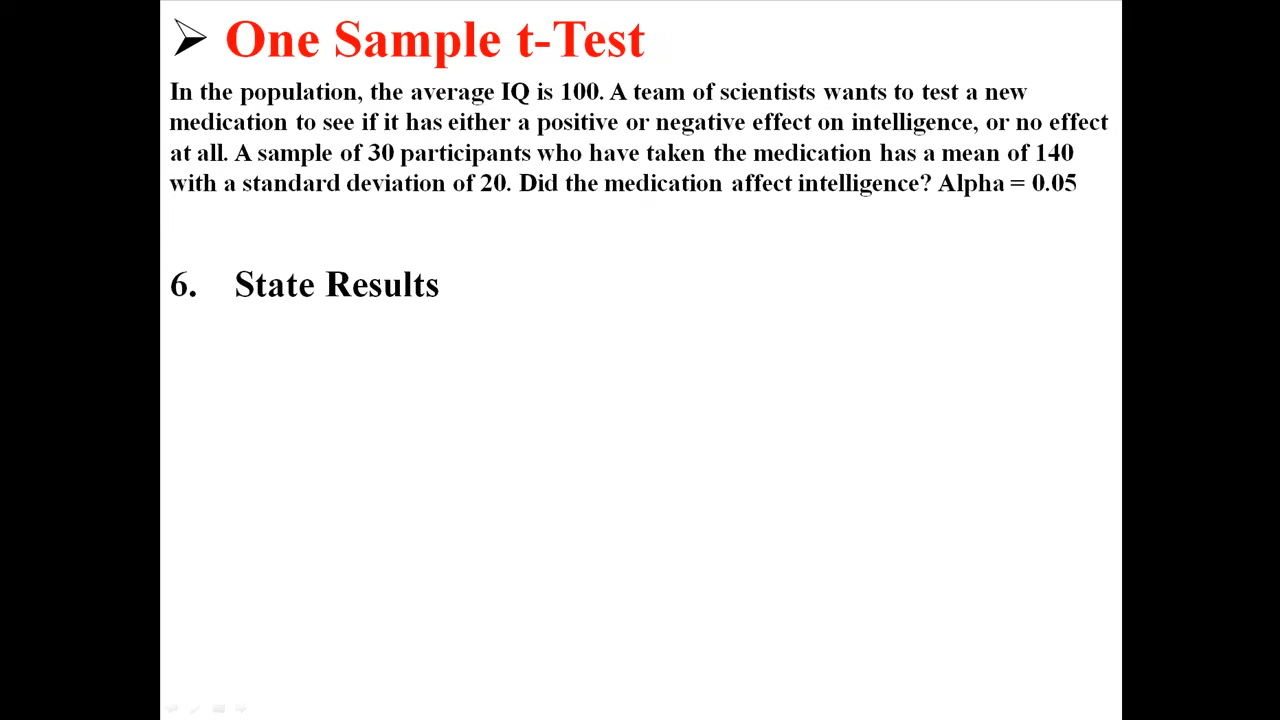 One Sample t-Test
In the population, the average IQ is 100. A team of scientists wants to test a new
medication to see if it has either a positive or negative effect on intelligence, or no effect
at all. A sample of 30 participants who have taken the medication has a mean of 140
with a standard deviation of 20. Did the medication affect intelligence? Alpha = 0.05
6. State Results